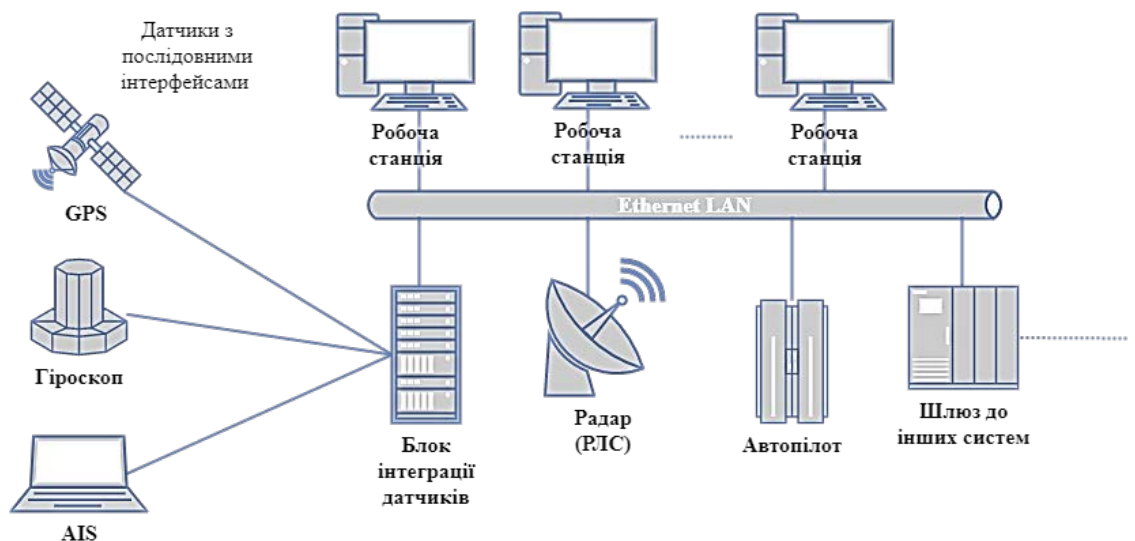 Датчики з
послідовними
інтерфейсами
Робоча
станція
Робоча
станція
Робоча
станція
GPS
Ethernet LAN
Гіроскоп
AIS
Блок
інтеграції
датчиків
Радар
(РЛС)
Автопілот
Шлюз до
інших систем